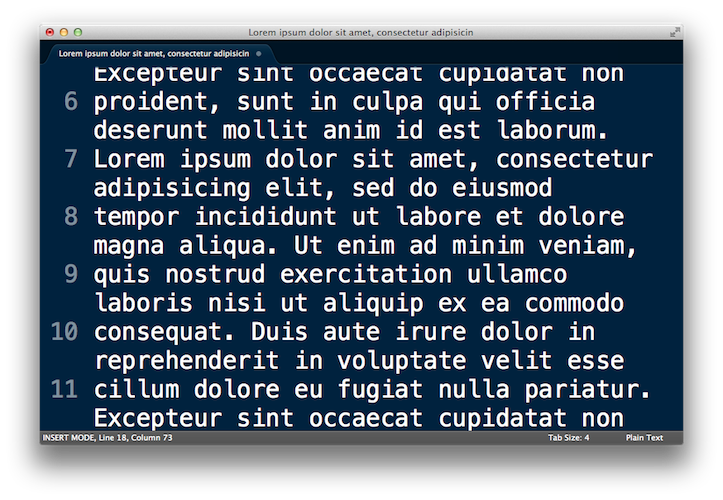 Lorem ipsum dolor sit amet, consectetur adipisicin
Lorem ipsum dolor sit amet, consectetur adipisicin
Excepteur sint occaecat cupidatat non
6 proident, sunt in culpa qui officia
deserunt mollit anim id est laborum.
7 Lorem ipsum dolor sit amet, consectetur
adipisicing elit, sed do eiusmod
8 tempor incididunt ut labore et dolore
magna aliqua. Ut enim ad minim veniam,
9 quis nostrud exercitation ullamco
laboris nisi ut aliquip ex ea commodo
10 consequat. Duis aute irure dolor in
reprehenderit in voluptate velit esse
11 cillum dolore eu fugiat nulla pariatur.
Excepteur sint occaecat cupidatat non
INSERT MODE, Line 18, Column 73 Tab Size: 4 Plain Text